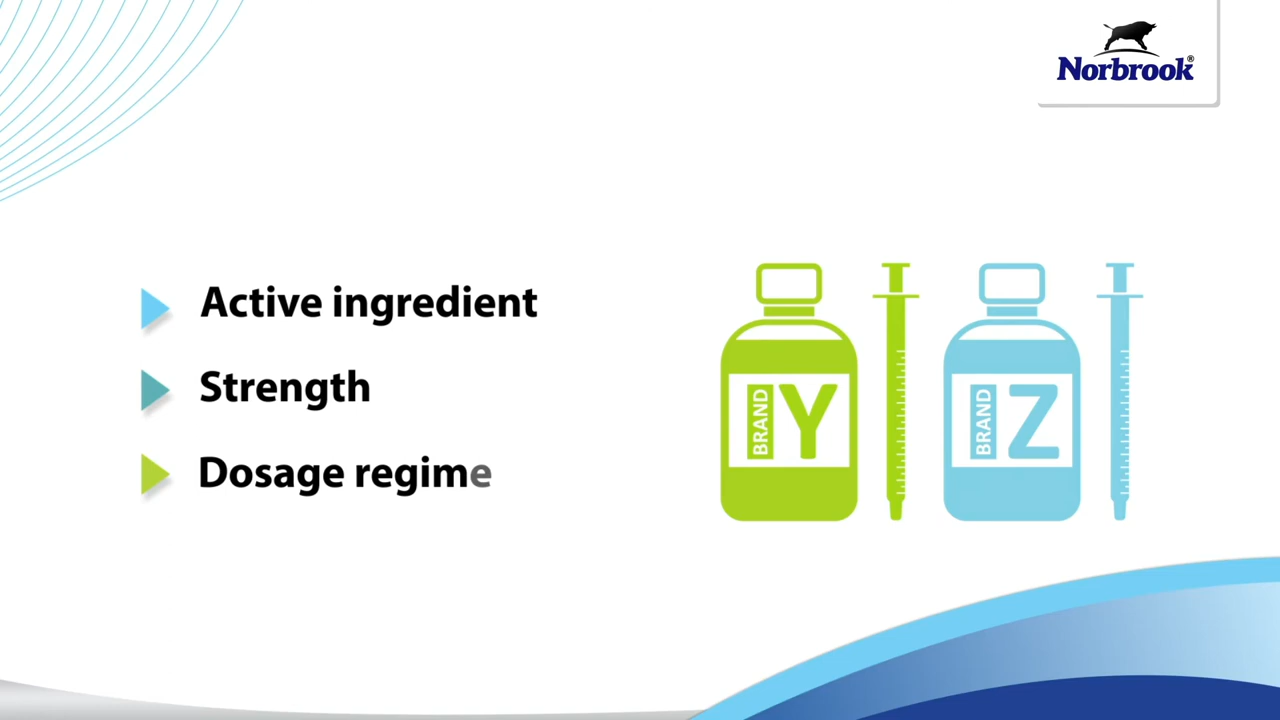 Norbrook®
Active ingredient
Strength
Dosage regime
BRAND Y
BRAND Z